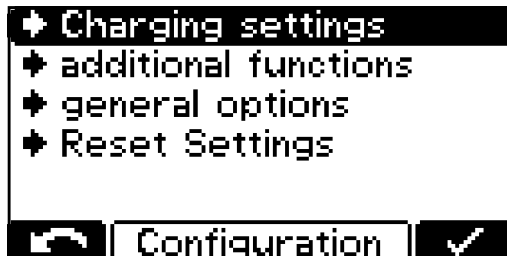 Charging settings
additional functions
general options
Reset Settings
Configuration